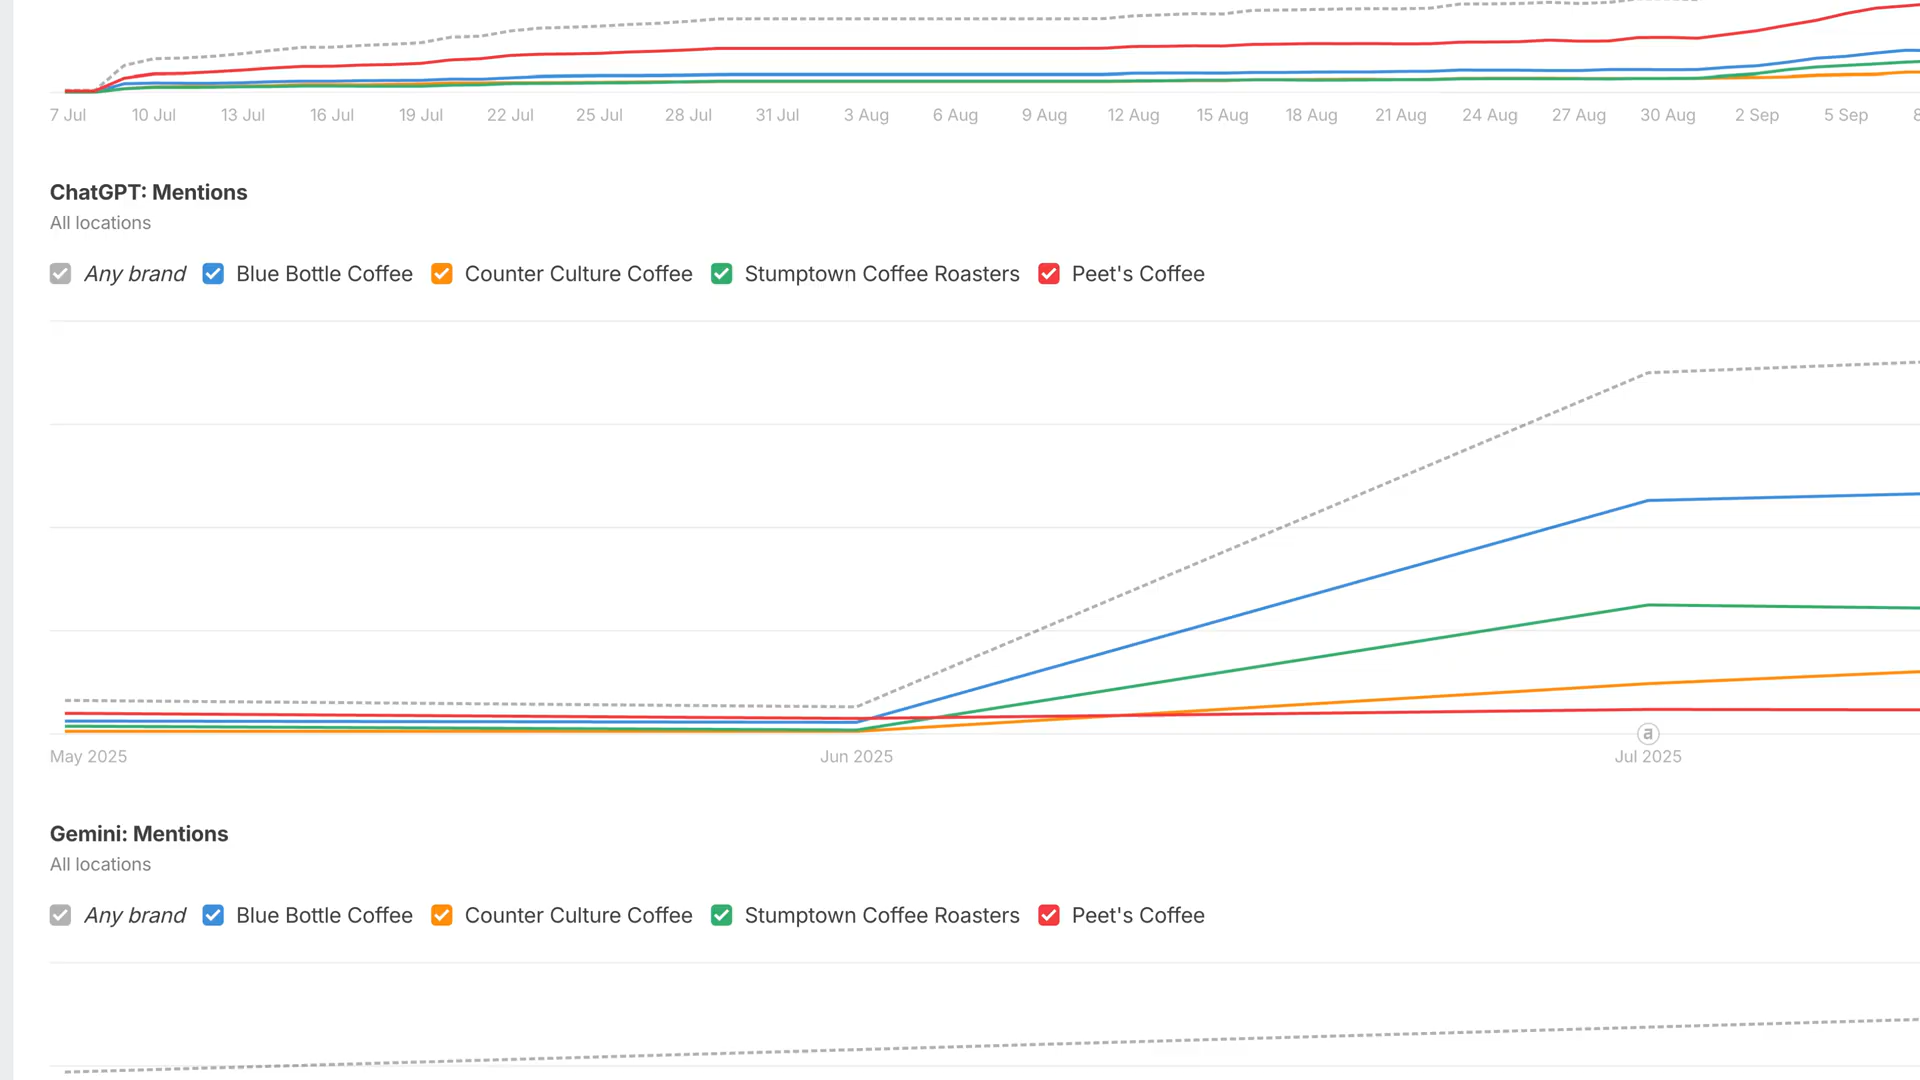 7 Jul 10 Jul 13 Jul 16 Jul 19 Jul 22 Jul 25 Jul 28 Jul 31 Jul 3 Aug 6 Aug 9 Aug 12 Aug 15 Aug 18 Aug 21 Aug 24 Aug 27 Aug 30 Aug 2 Sep 5 Sep 8
ChatGPT: Mentions
All locations
Any brand Blue Bottle Coffee Counter Culture Coffee Stumptown Coffee Roasters Peet's Coffee
a
May 2025 Jun 2025 Jul 2025
Gemini: Mentions
All locations
Any brand Blue Bottle Coffee Counter Culture Coffee Stumptown Coffee Roasters Peet's Coffee